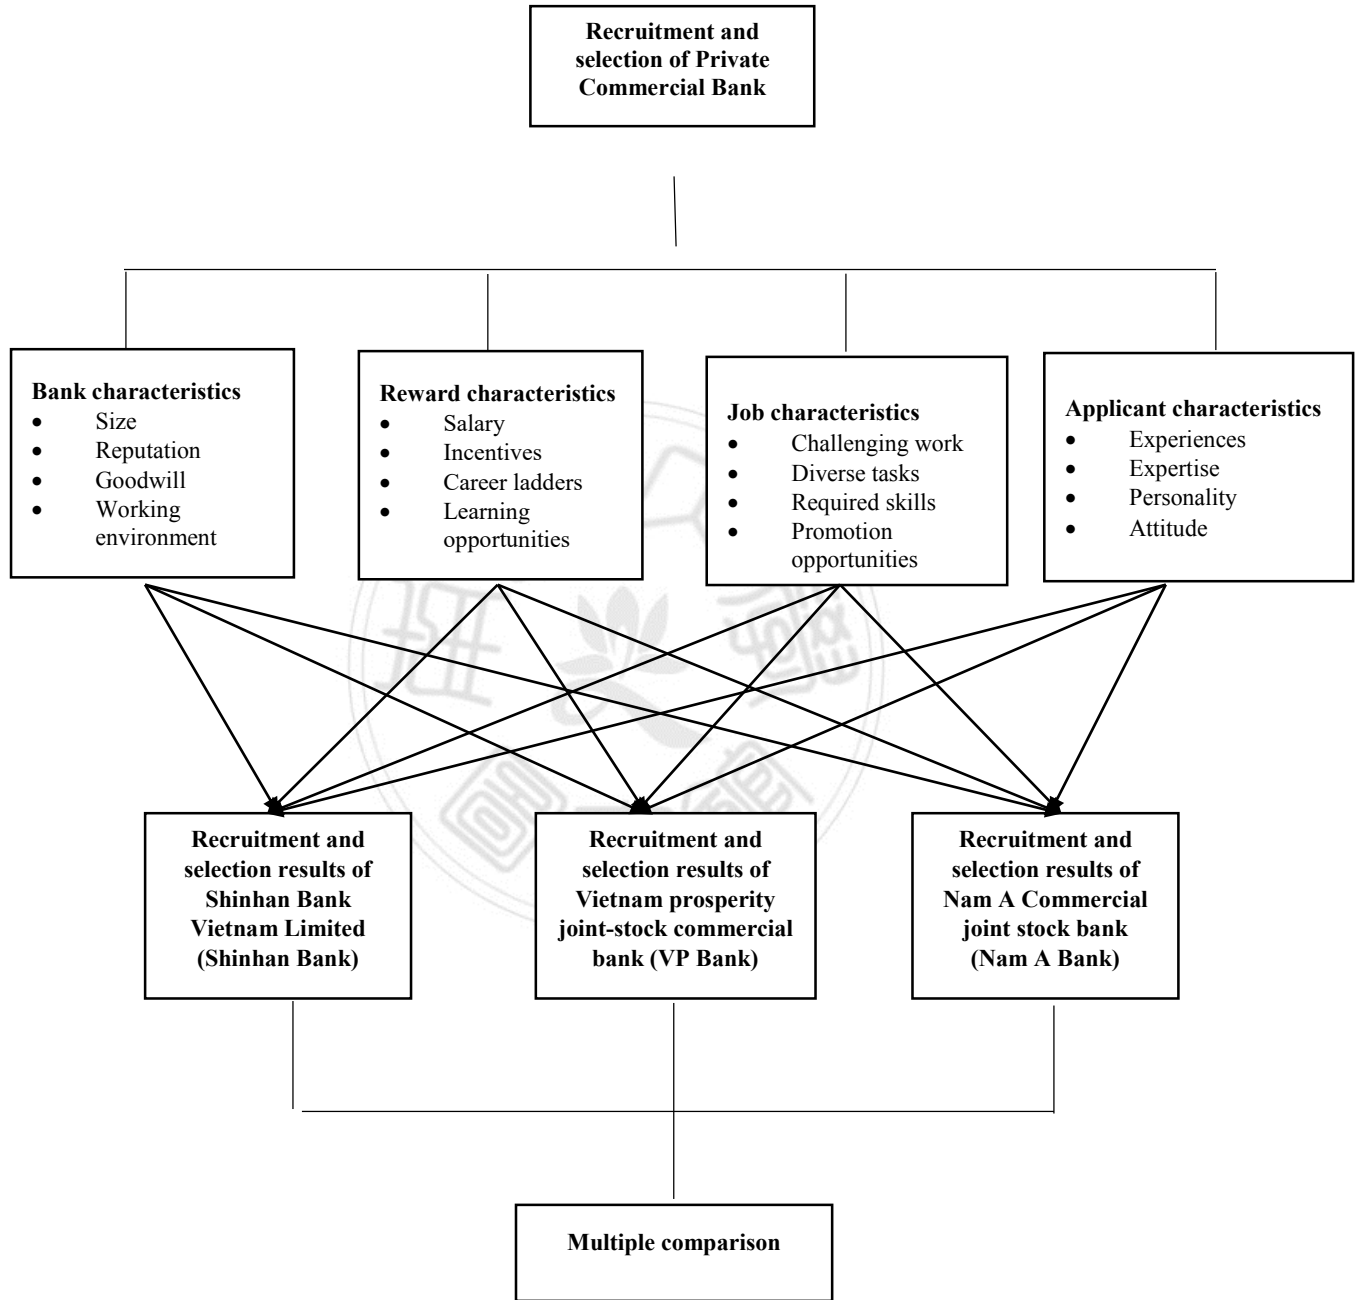 Recruitment and
selection of Private
Commercial Bank
Bank characteristics
• Size
• Reputation
• Goodwill
• Working
environment
Reward characteristics
• Salary
• Incentives
• Career ladders
• Learning
opportunities
Job characteristics
• Challenging work
• Diverse tasks
• Required skills
• Promotion
opportunities
Applicant characteristics
• Experiences
• Expertise
• Personality
• Attitude
Recruitment and
selection results of
Shinhan Bank
Vietnam Limited
(Shinhan Bank)
Recruitment and
selection results of
Vietnam prosperity
joint-stock commercial
bank (VP Bank)
Recruitment and
selection results of
Nam A Commercial
joint stock bank
(Nam A Bank)
Multiple comparison